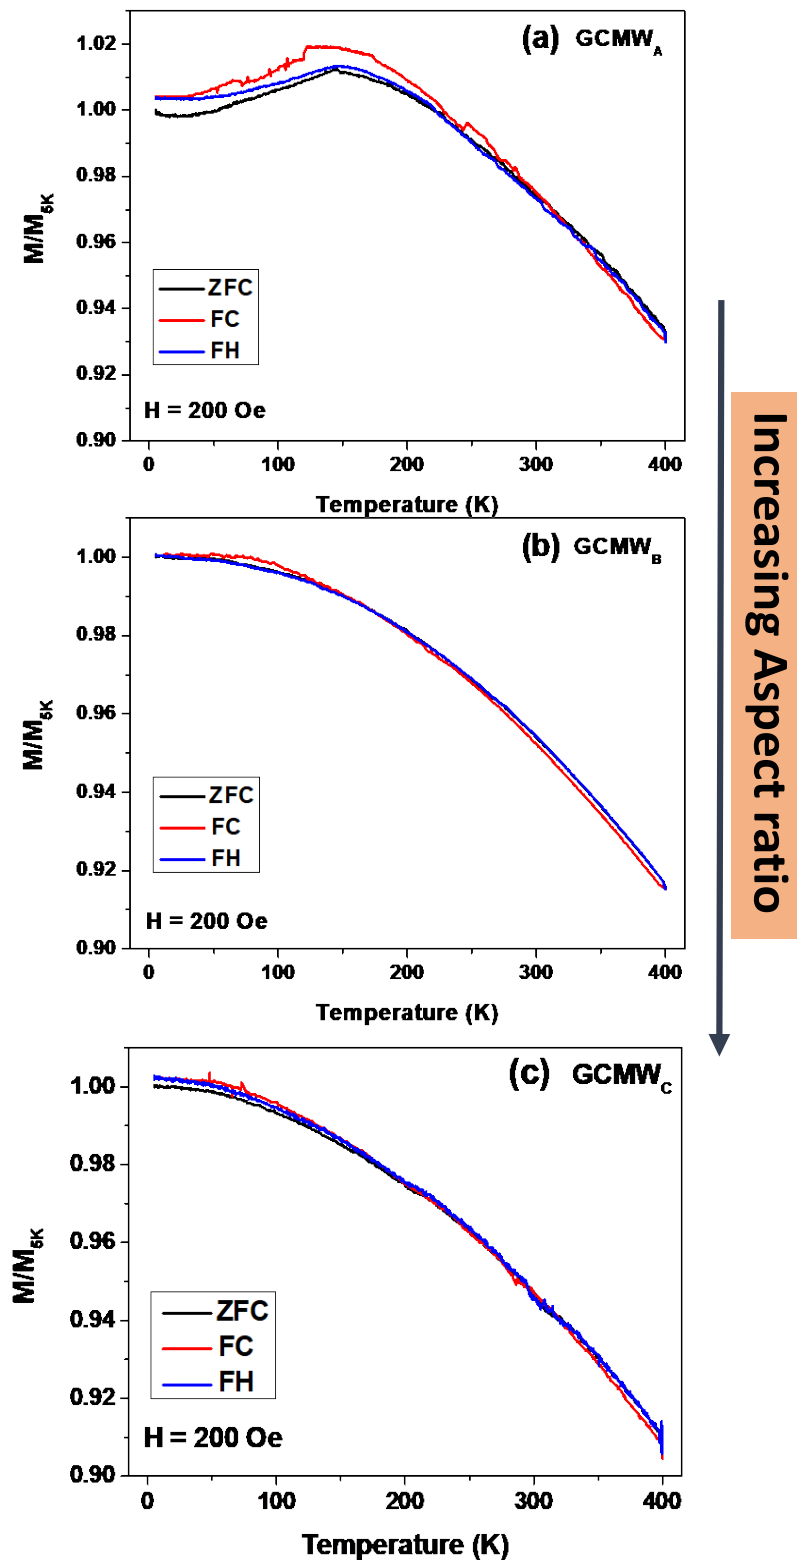 (a) GCMW_A
1.02
1.00
0.98
0.96
0.94
0.92
0.90
M/M_5K
ZFC
FC
FH
H = 200 Oe
0 100 200 300 400
Temperature (K)
(b) GCMW_B
1.00
0.98
0.96
0.94
0.92
0.90
M/M_5K
ZFC
FC
FH
H = 200 Oe
0 100 200 300 400
Temperature (K)
(c) GCMW_C
1.00
0.98
0.96
0.94
0.92
0.90
M/M_5K
ZFC
FC
FH
H = 200 Oe
0 100 200 300 400
Temperature (K)
Increasing Aspect ratio